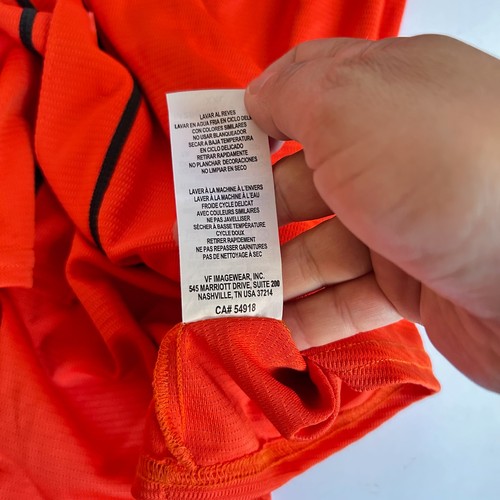 LAVAR AL REVES
LAVAR EN AGUA FRIA EN CICLO DELI
CON COLORES SIMILARES
NO USAR BLANQUEADOR
SECAR A BAJA TEMPERATURA
EN CICLO DELICADO
RETIRAR RAPIDAMENTE
NO PLANCHAR DECORACIONES
NO LIMPIAR EN SECO
LAVER À LA MACHINE À L'ENVERS
LAVER À LA MACHINE À L'EAU
FROIDE CYCLE DELICAT
AVEC COULEURS SIMILAIRES
NE PAS JAVELLISER
SÉCHER À BASSE TEMPÉRATURE
CYCLE DOUX
RETIRER RAPIDEMENT
NE PAS REPASSER GARNITURES
PAS DE NETTOYAGE À SEC
VF IMAGEWEAR, INC.
545 MARRIOTT DRIVE, SUITE 200
NASHVILLE, TN USA 37214
CA# 54918